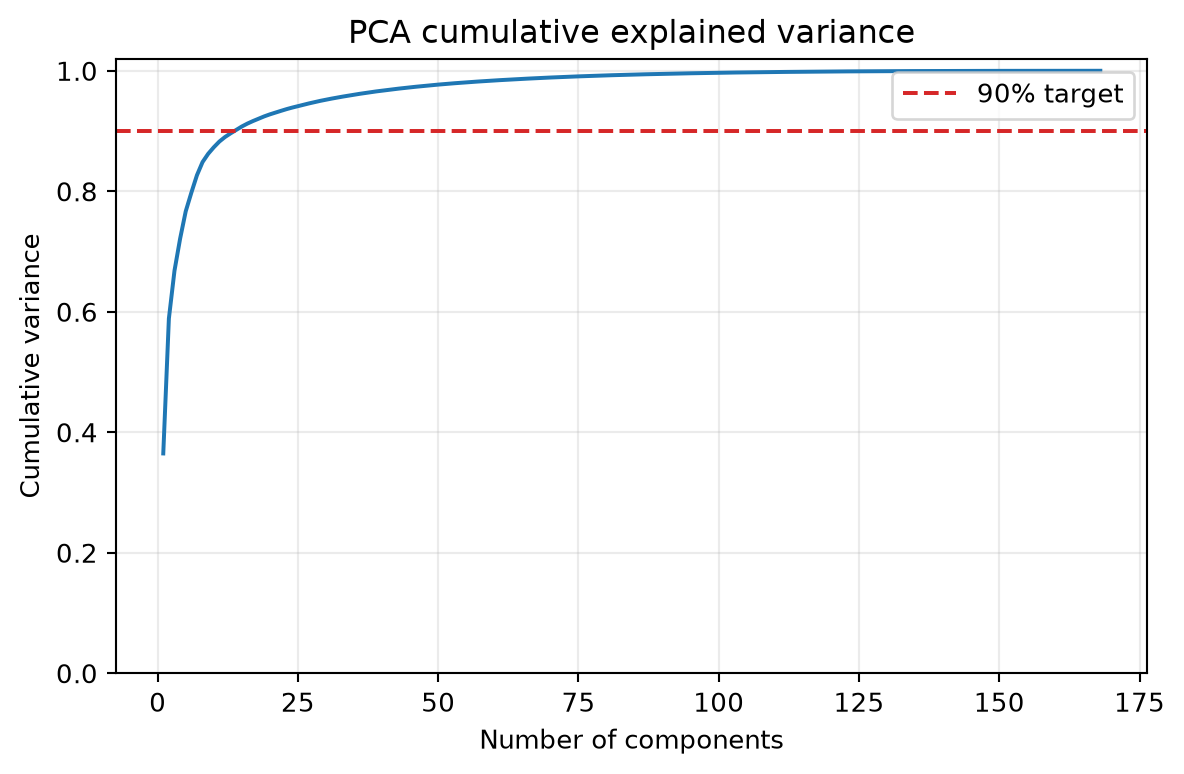 PCA cumulative explained variance
1.0
0.8
0.6
0.4
0.2
0.0
Cumulative variance
90% target
0 25 50 75 100 125 150 175
Number of components